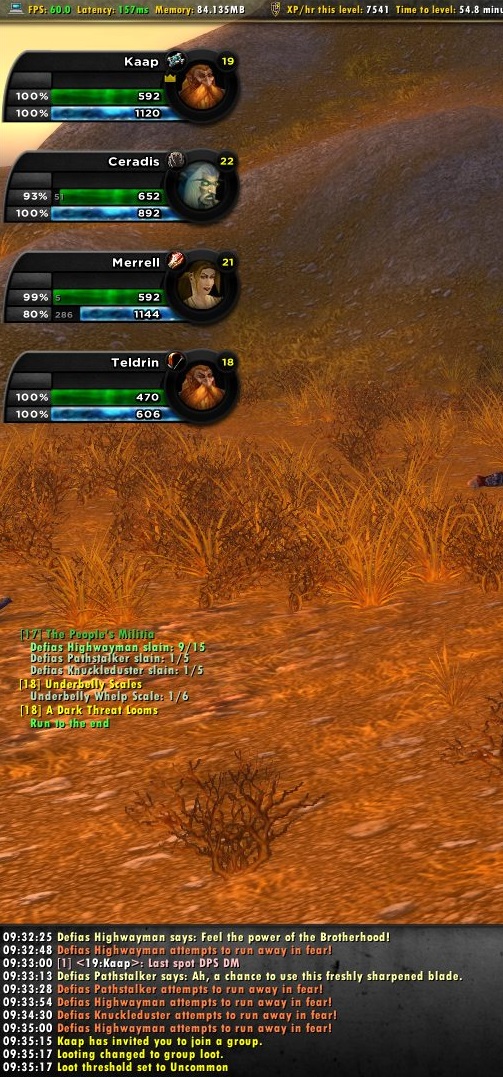 FPS: 60.0 Latency: 157ms Memory: 84.135MB XP/hr this level: 7541 Time to level: 54.8 minu
Kaap 19
100% 592
100% 1120
Ceradis 22
93% 51 652
100% 892
Merrell 21
99% 5 592
80% 286 1144
Teldrin 18
100% 470
100% 606
[17] The People's Militia
Defias Highwayman slain: 9/15
Defias Pathstalker slain: 1/5
Defias Knuckleduster slain: 1/5
[18] Underbelly Scales
Underbelly Whelp Scale: 1/6
[18] A Dark Threat Looms
Run to the end
09:32:25 Defias Highwayman says: Feel the power of the Brotherhood!
09:32:48 Defias Highwayman attempts to run away in fear!
09:33:00 [1] <19:Kaap>: Last spot DPS DM
09:33:13 Defias Pathstalker says: Ah, a chance to use this freshly sharpened blade.
09:33:28 Defias Pathstalker attempts to run away in fear!
09:33:54 Defias Highwayman attempts to run away in fear!
09:34:30 Defias Knuckleduster attempts to run away in fear!
09:35:00 Defias Highwayman attempts to run away in fear!
09:35:15 Kaap has invited you to join a group.
09:35:17 Looting changed to group loot.
09:35:17 Loot threshold set to Uncommon